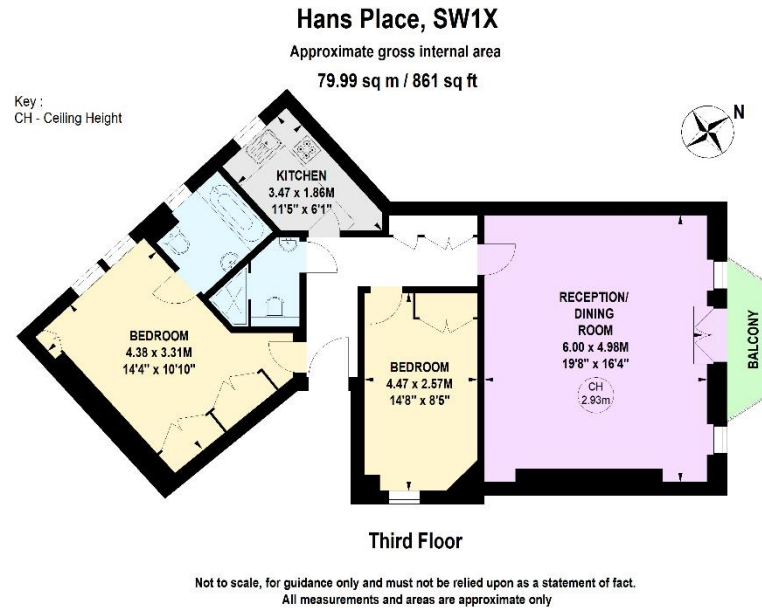 Hans Place, SW1X
Approximate gross internal area
79.99 sq m / 861 sq ft
Key :
CH - Ceiling Height
N
KITCHEN
3.47 x 1.86M
11'5" x 6'1"
BEDROOM
4.38 x 3.31M
14'4" x 10'10"
BEDROOM
4.47 x 2.57M
14'8" x 8'5"
RECEPTION/
DINING
ROOM
6.00 x 4.98M
19'8" x 16'4"
CH
2.93m
BALCONY
Third Floor
Not to scale, for guidance only and must not be relied upon as a statement of fact.
All measurements and areas are approximate only